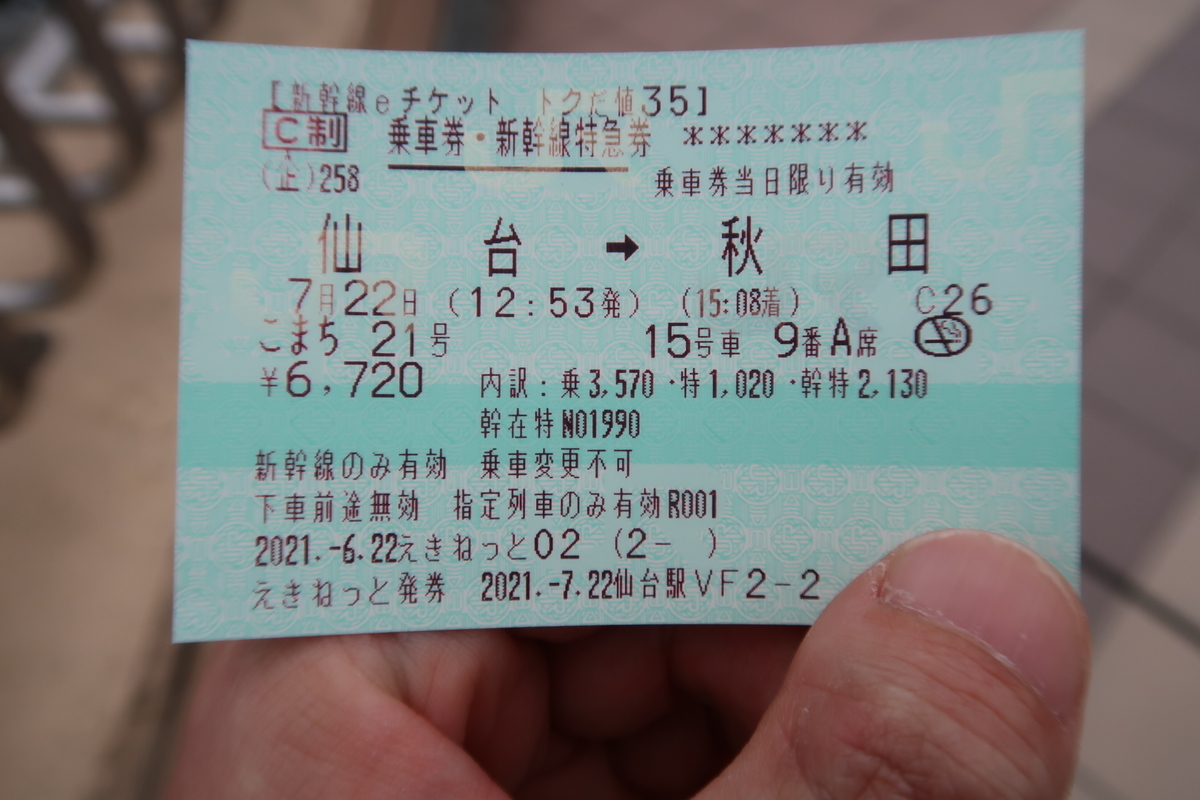 [新幹線eチケット トクだ値35]
C制 乗車券・新幹線特急券 *******
(企)258 乗車券当日限り有効
仙台 → 秋田
7月22日 (12:53発) (15:08着) C26
こまち 21号 15号車 9番A席
¥6,720 内訳:乗3,570・特1,020・幹特2,130
幹在特N01990
新幹線のみ有効 乗車変更不可
下車前途無効 指定列車のみ有効R001
2021.-6.22えきねっと02 (2- )
えきねっと発券 2021.-7.22仙台駅VF2-2